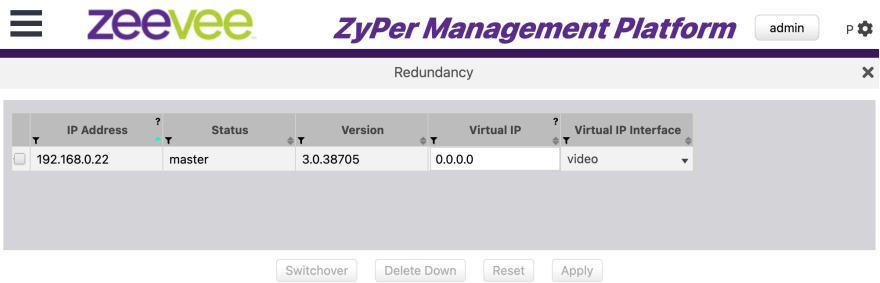 zeevee
ZyPer Management Platform
admin
P
Redundancy
IP Address ? Status Version Virtual IP ? Virtual IP Interface
192.168.0.22 master 3.0.38705 0.0.0.0 video
Switchover Delete Down Reset Apply